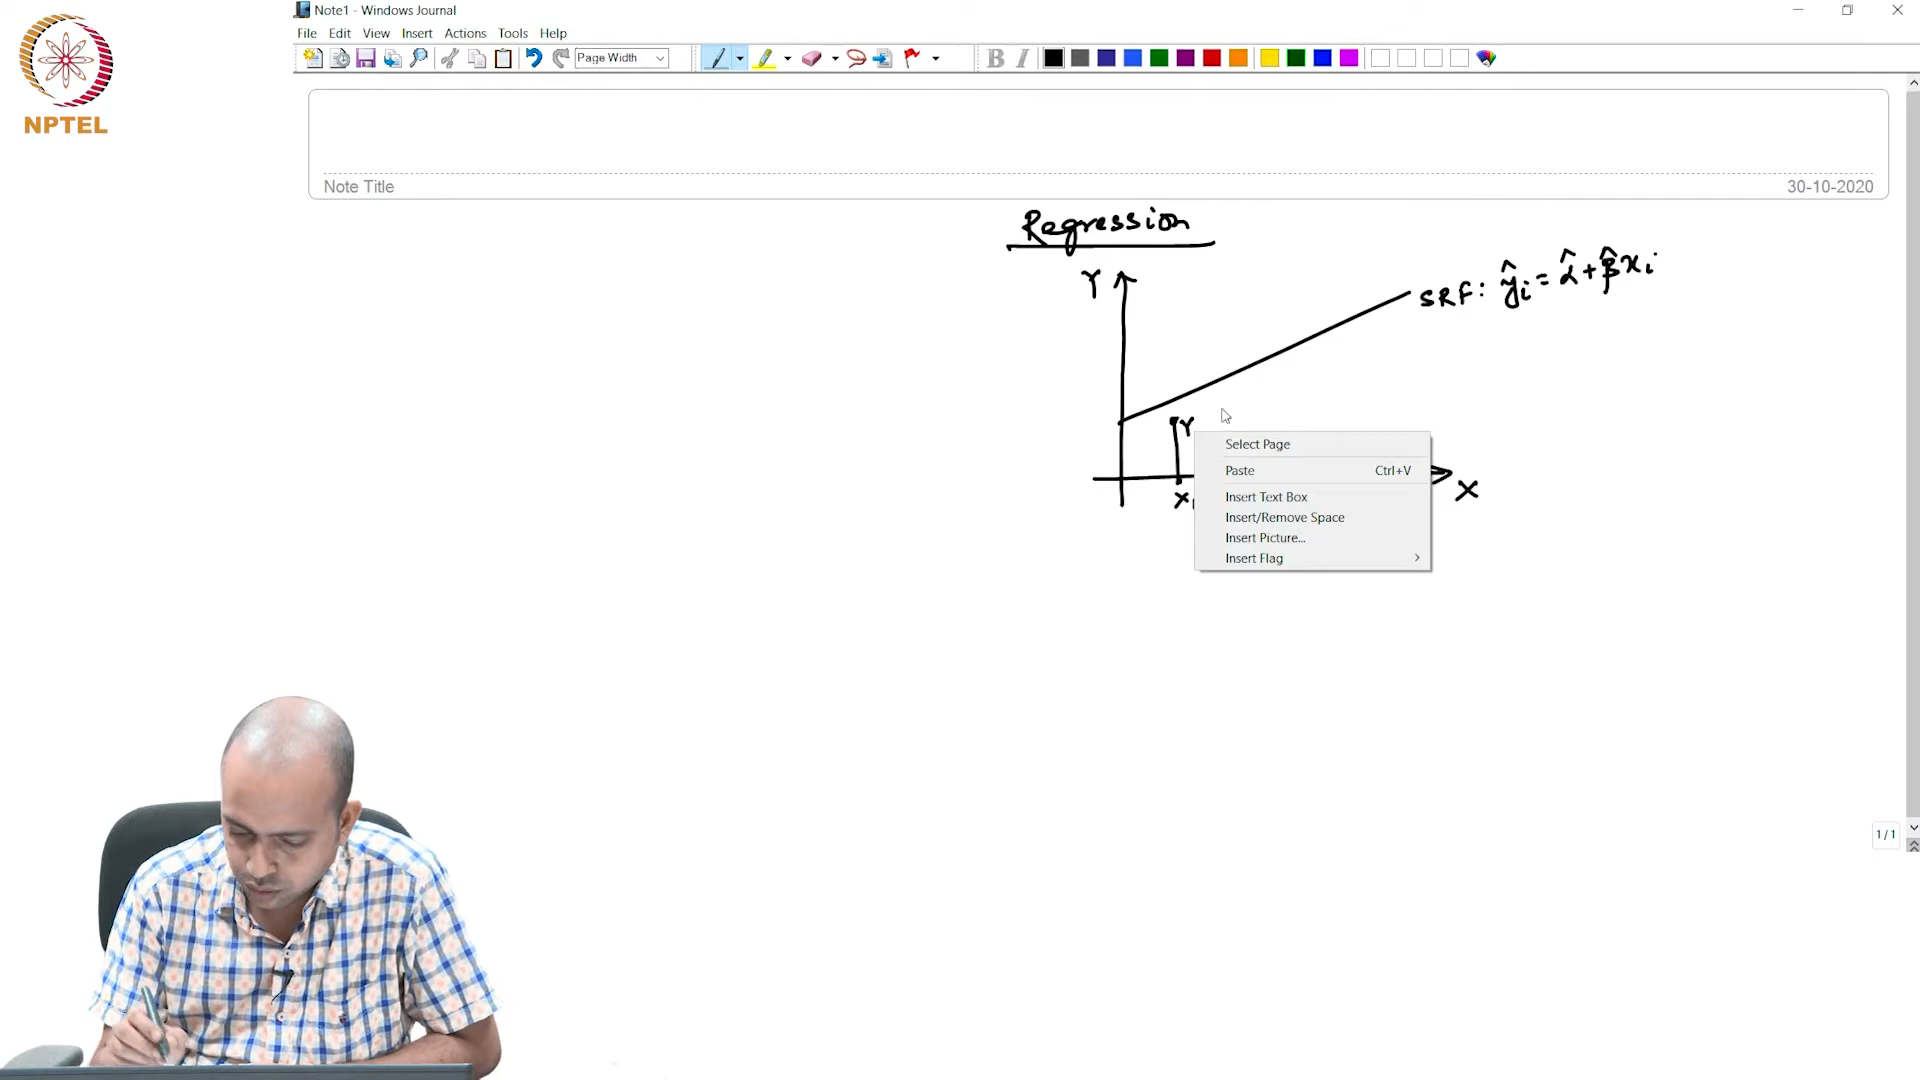 Note1 - Windows Journal
File Edit View Insert Actions Tools Help
Page Width
B I
NPTEL
Note Title
30-10-2020
Regression
Y
SRF: ŷi = α̂ + β̂xi
Y
Select Page
Paste Ctrl+V
Insert Text Box
Insert/Remove Space
Insert Picture...
Insert Flag
X
X1
1/1